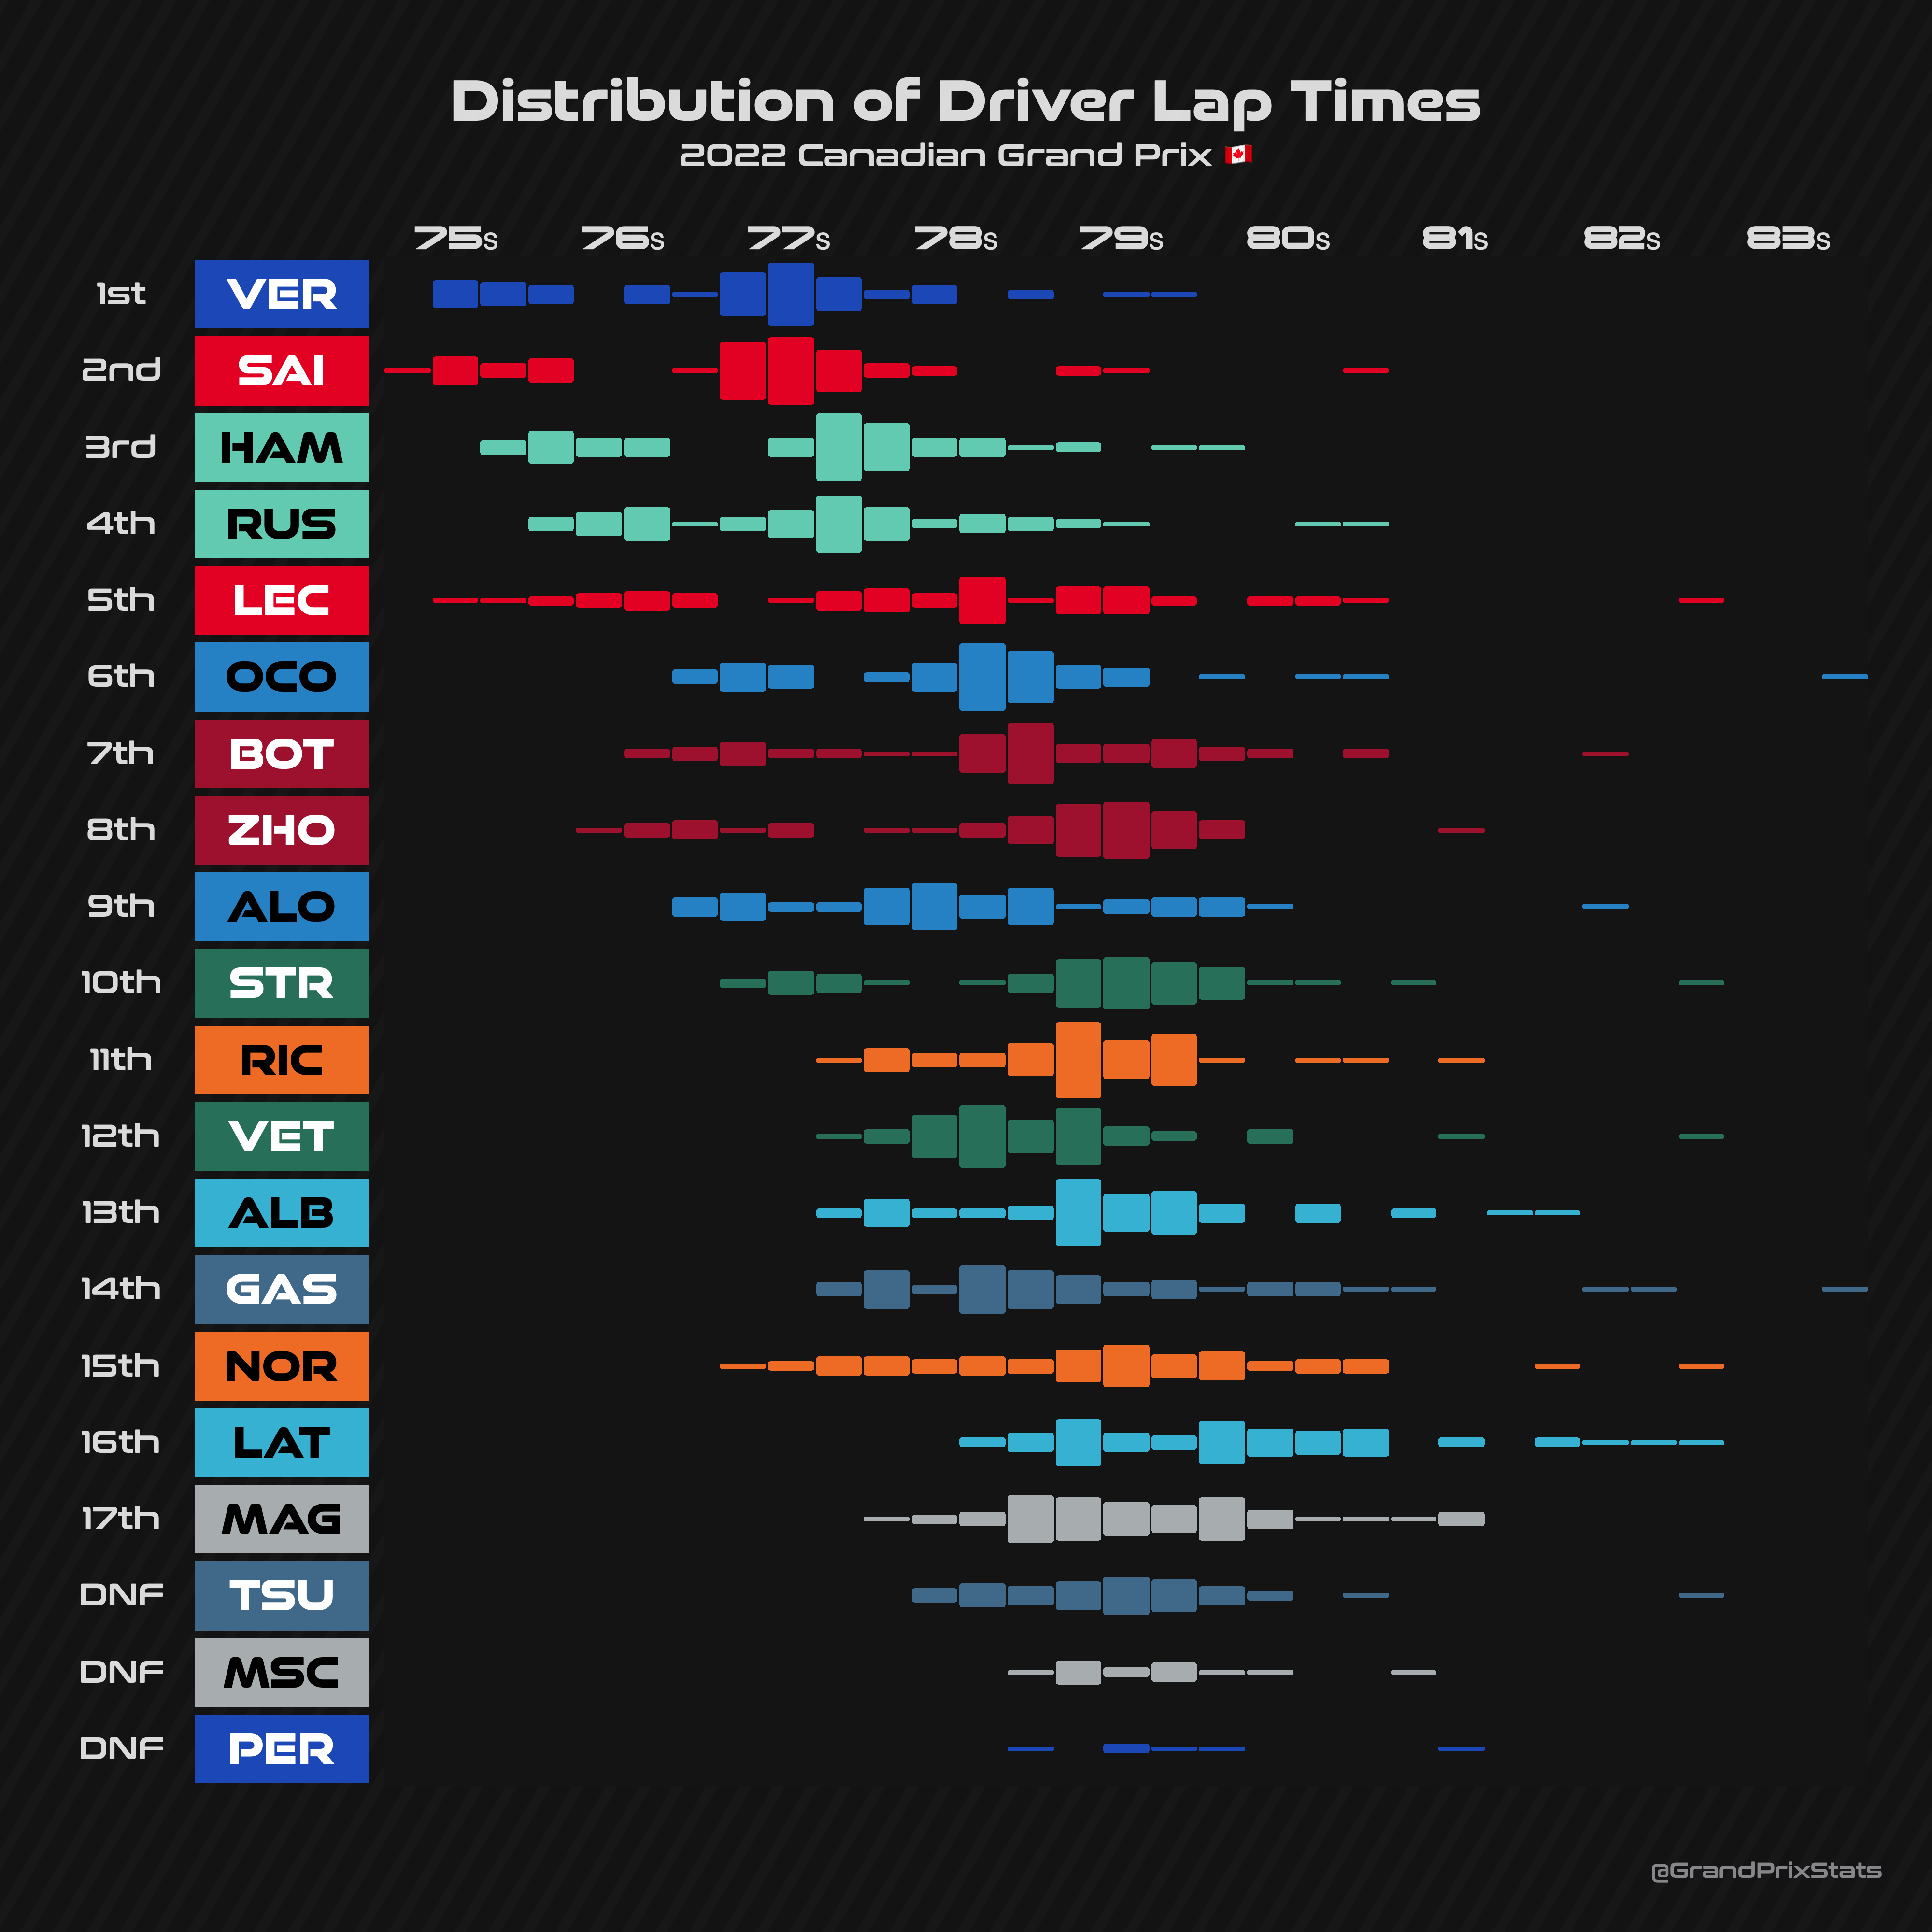 Distribution of Driver Lap Times
2022 Canadian Grand Prix 🇨🇦
75s 76s 77s 78s 79s 80s 81s 82s 83s
1st VER
2nd SAI
3rd HAM
4th RUS
5th LEC
6th OCO
7th BOT
8th ZHO
9th ALO
10th STR
11th RIC
12th VET
13th ALB
14th GAS
15th NOR
16th LAT
17th MAG
DNF TSU
DNF MSC
DNF PER
@GrandPrixStats